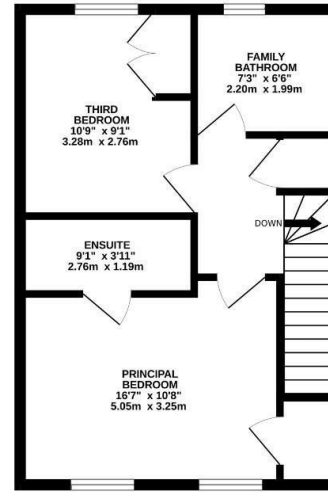 FAMILY
BATHROOM
7'3" x 6'6"
2.20m x 1.99m
THIRD
BEDROOM
10'9" x 9'1"
3.28m x 2.76m
DOWN
ENSUITE
9'1" x 3'11"
2.76m x 1.19m
PRINCIPAL
BEDROOM
16'7" x 10'8"
5.05m x 3.25m